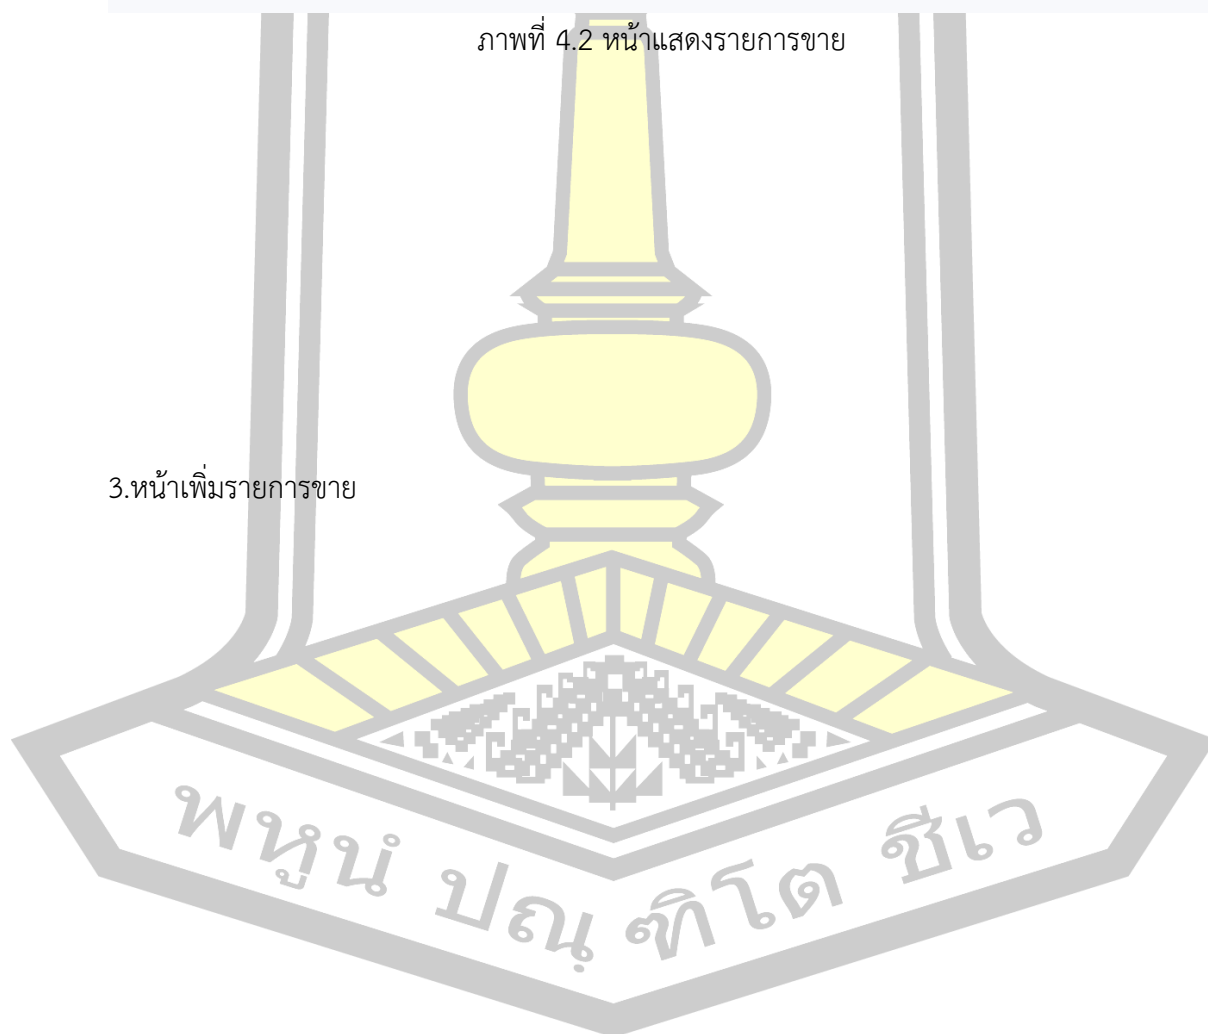 ภาพที่ 4.2 หน้าแสดงรายการขาย
3.หน้าเพิ่มรายการขาย
พหูนํ ปณฺ ฑิโต ชีเว